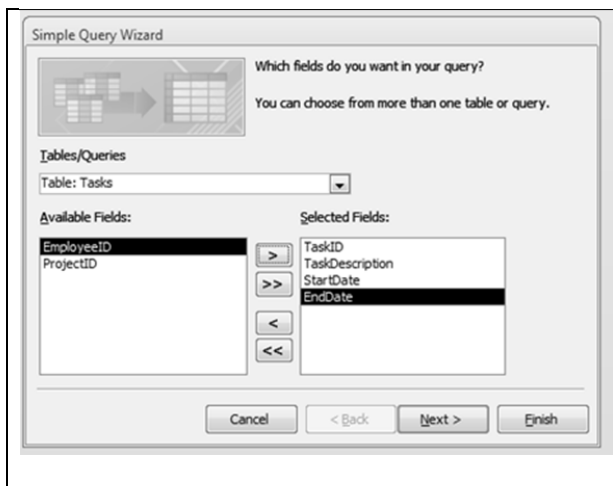 Simple Query Wizard
Which fields do you want in your query?
You can choose from more than one table or query.
Tables/Queries
Table: Tasks
Available Fields:
EmployeeID
ProjectID
>
>>
<
<<
Selected Fields:
TaskID
TaskDescription
StartDate
EndDate
Cancel
< Back
Next >
Finish